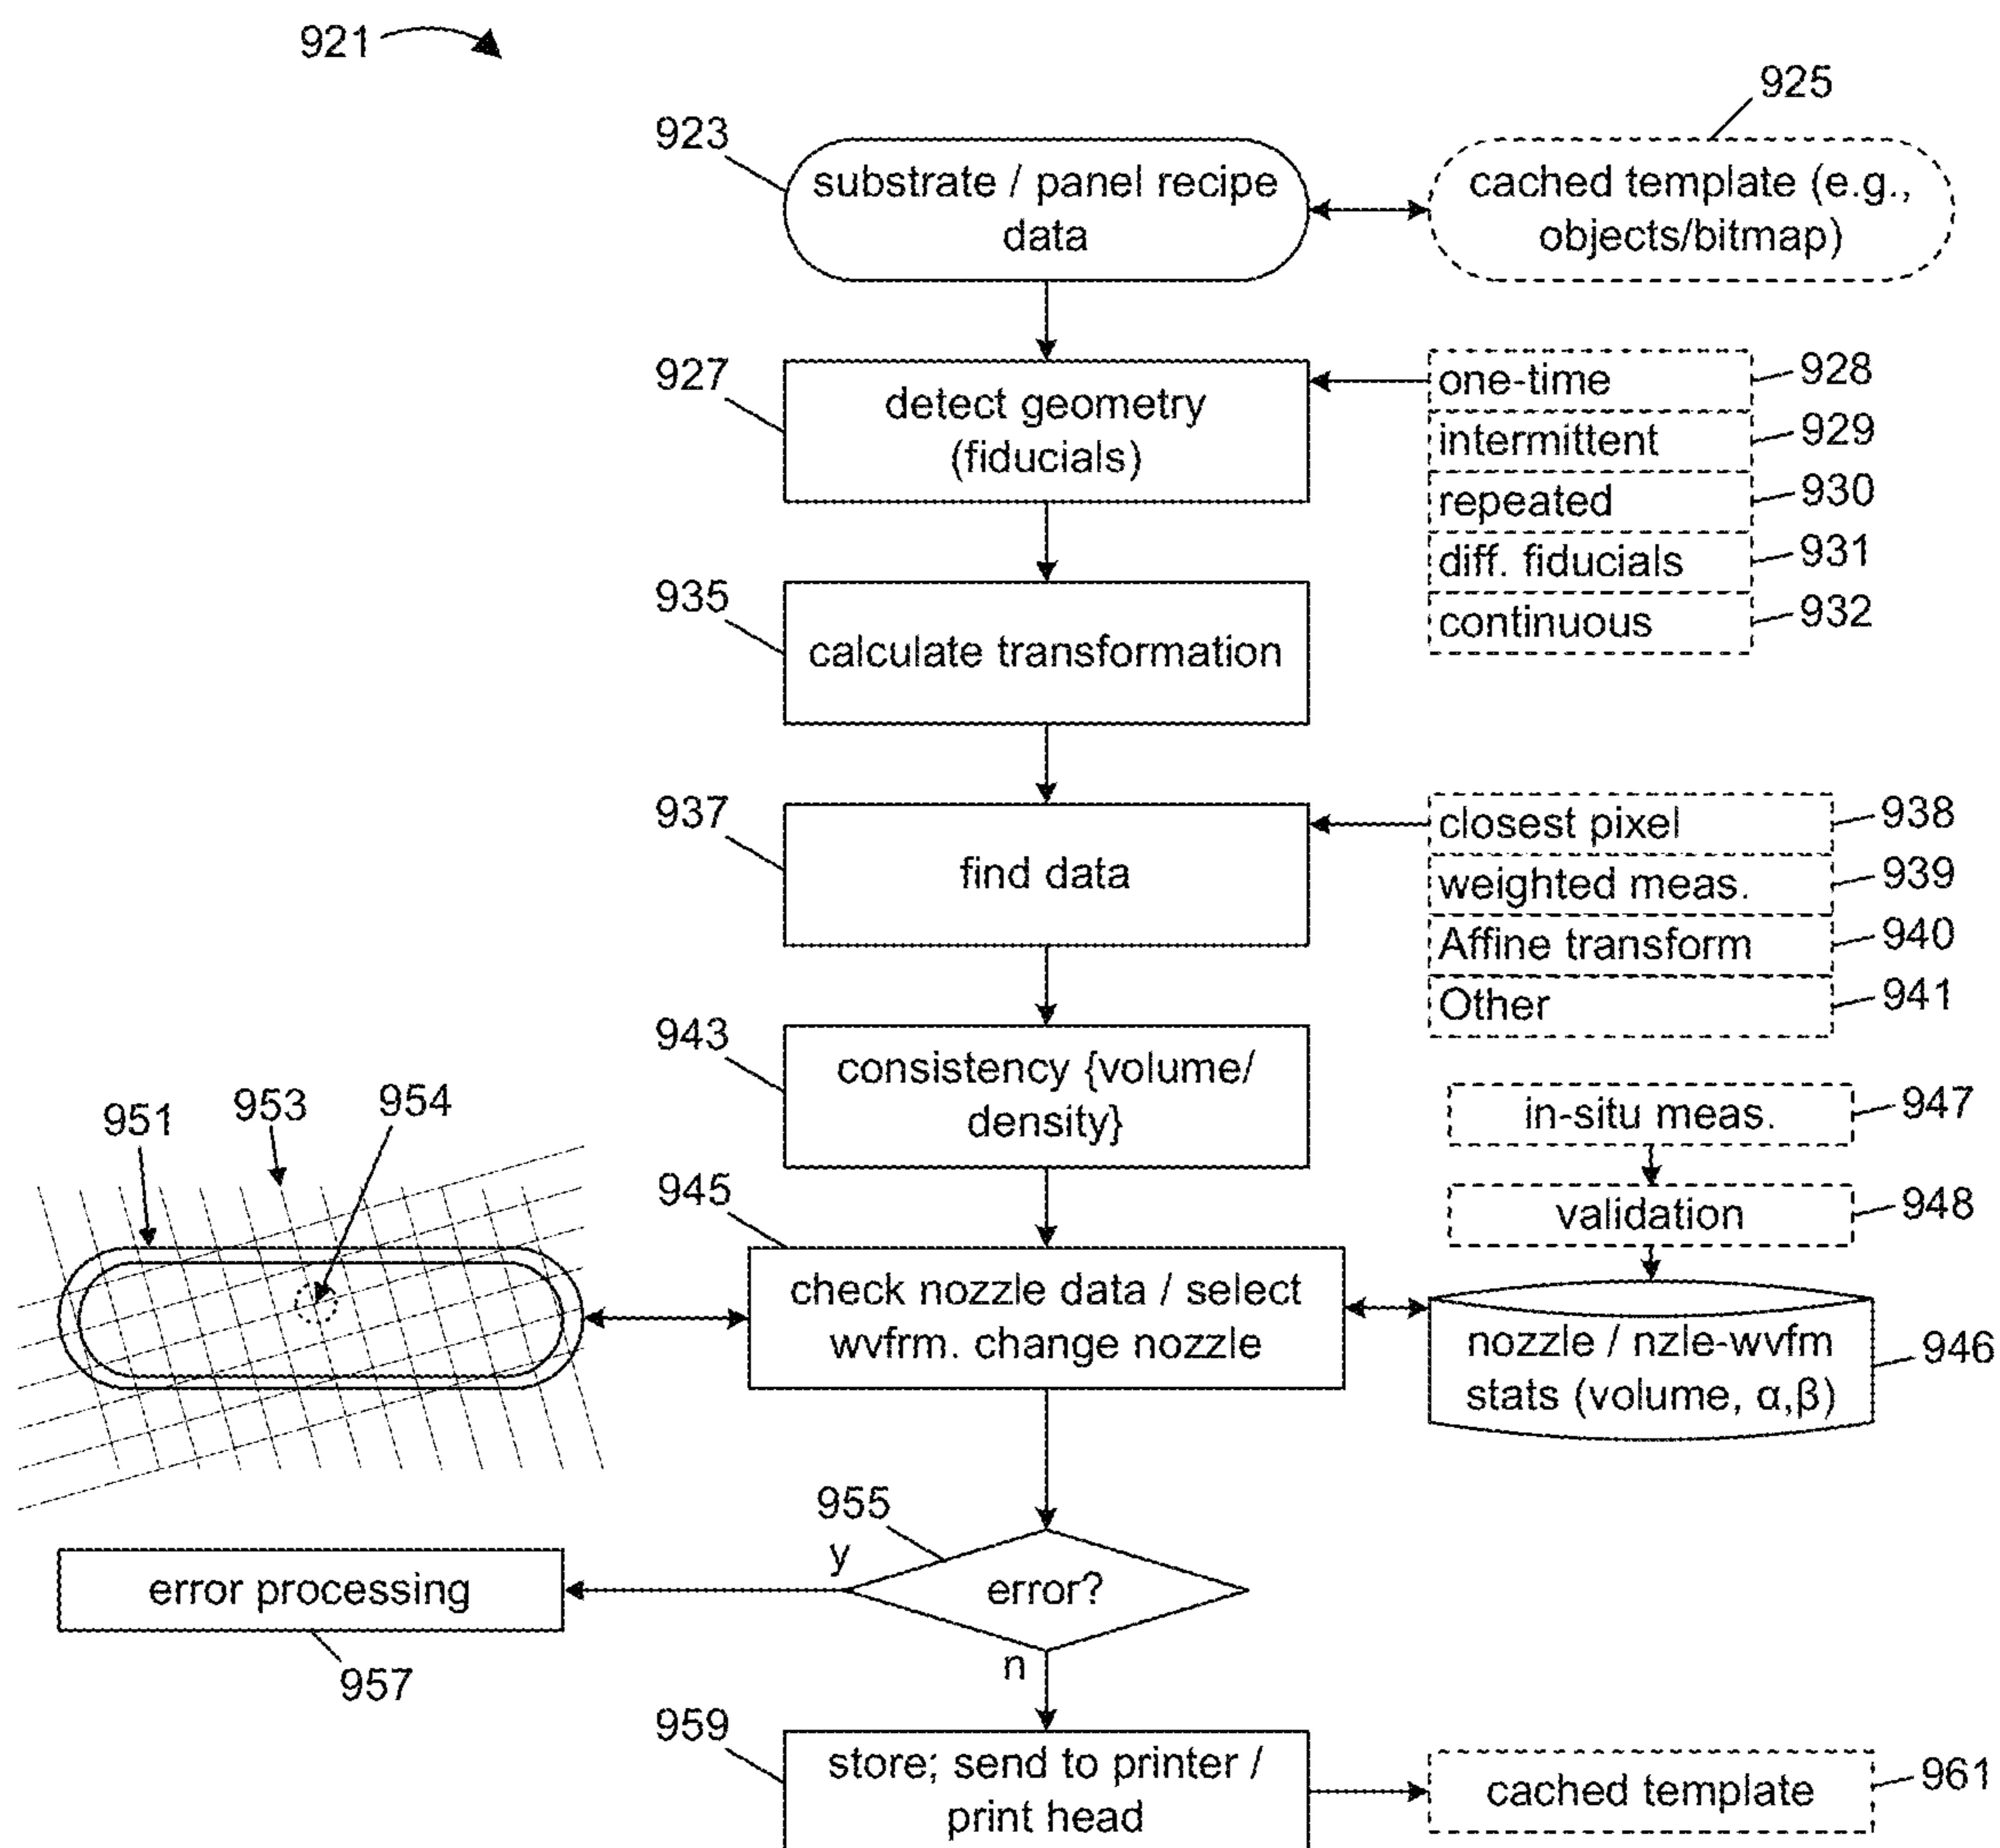 921
925
923
substrate / panel recipe
data
cached template (e.g.,
objects/bitmap)
927
detect geometry
(fiducials)
one-time
928
intermittent
929
repeated
930
diff. fiducials
931
continuous
932
935
calculate transformation
937
find data
closest pixel
938
weighted meas.
939
Affine transform
940
Other
941
943
consistency {volume/
density}
in-situ meas.
947
validation
948
951
953
954
945
check nozzle data / select
wvfrm. change nozzle
nozzle / nzle-wvfm
stats (volume, α,β)
946
955
y
error?
n
error processing
957
959
store; send to printer /
print head
cached template
961